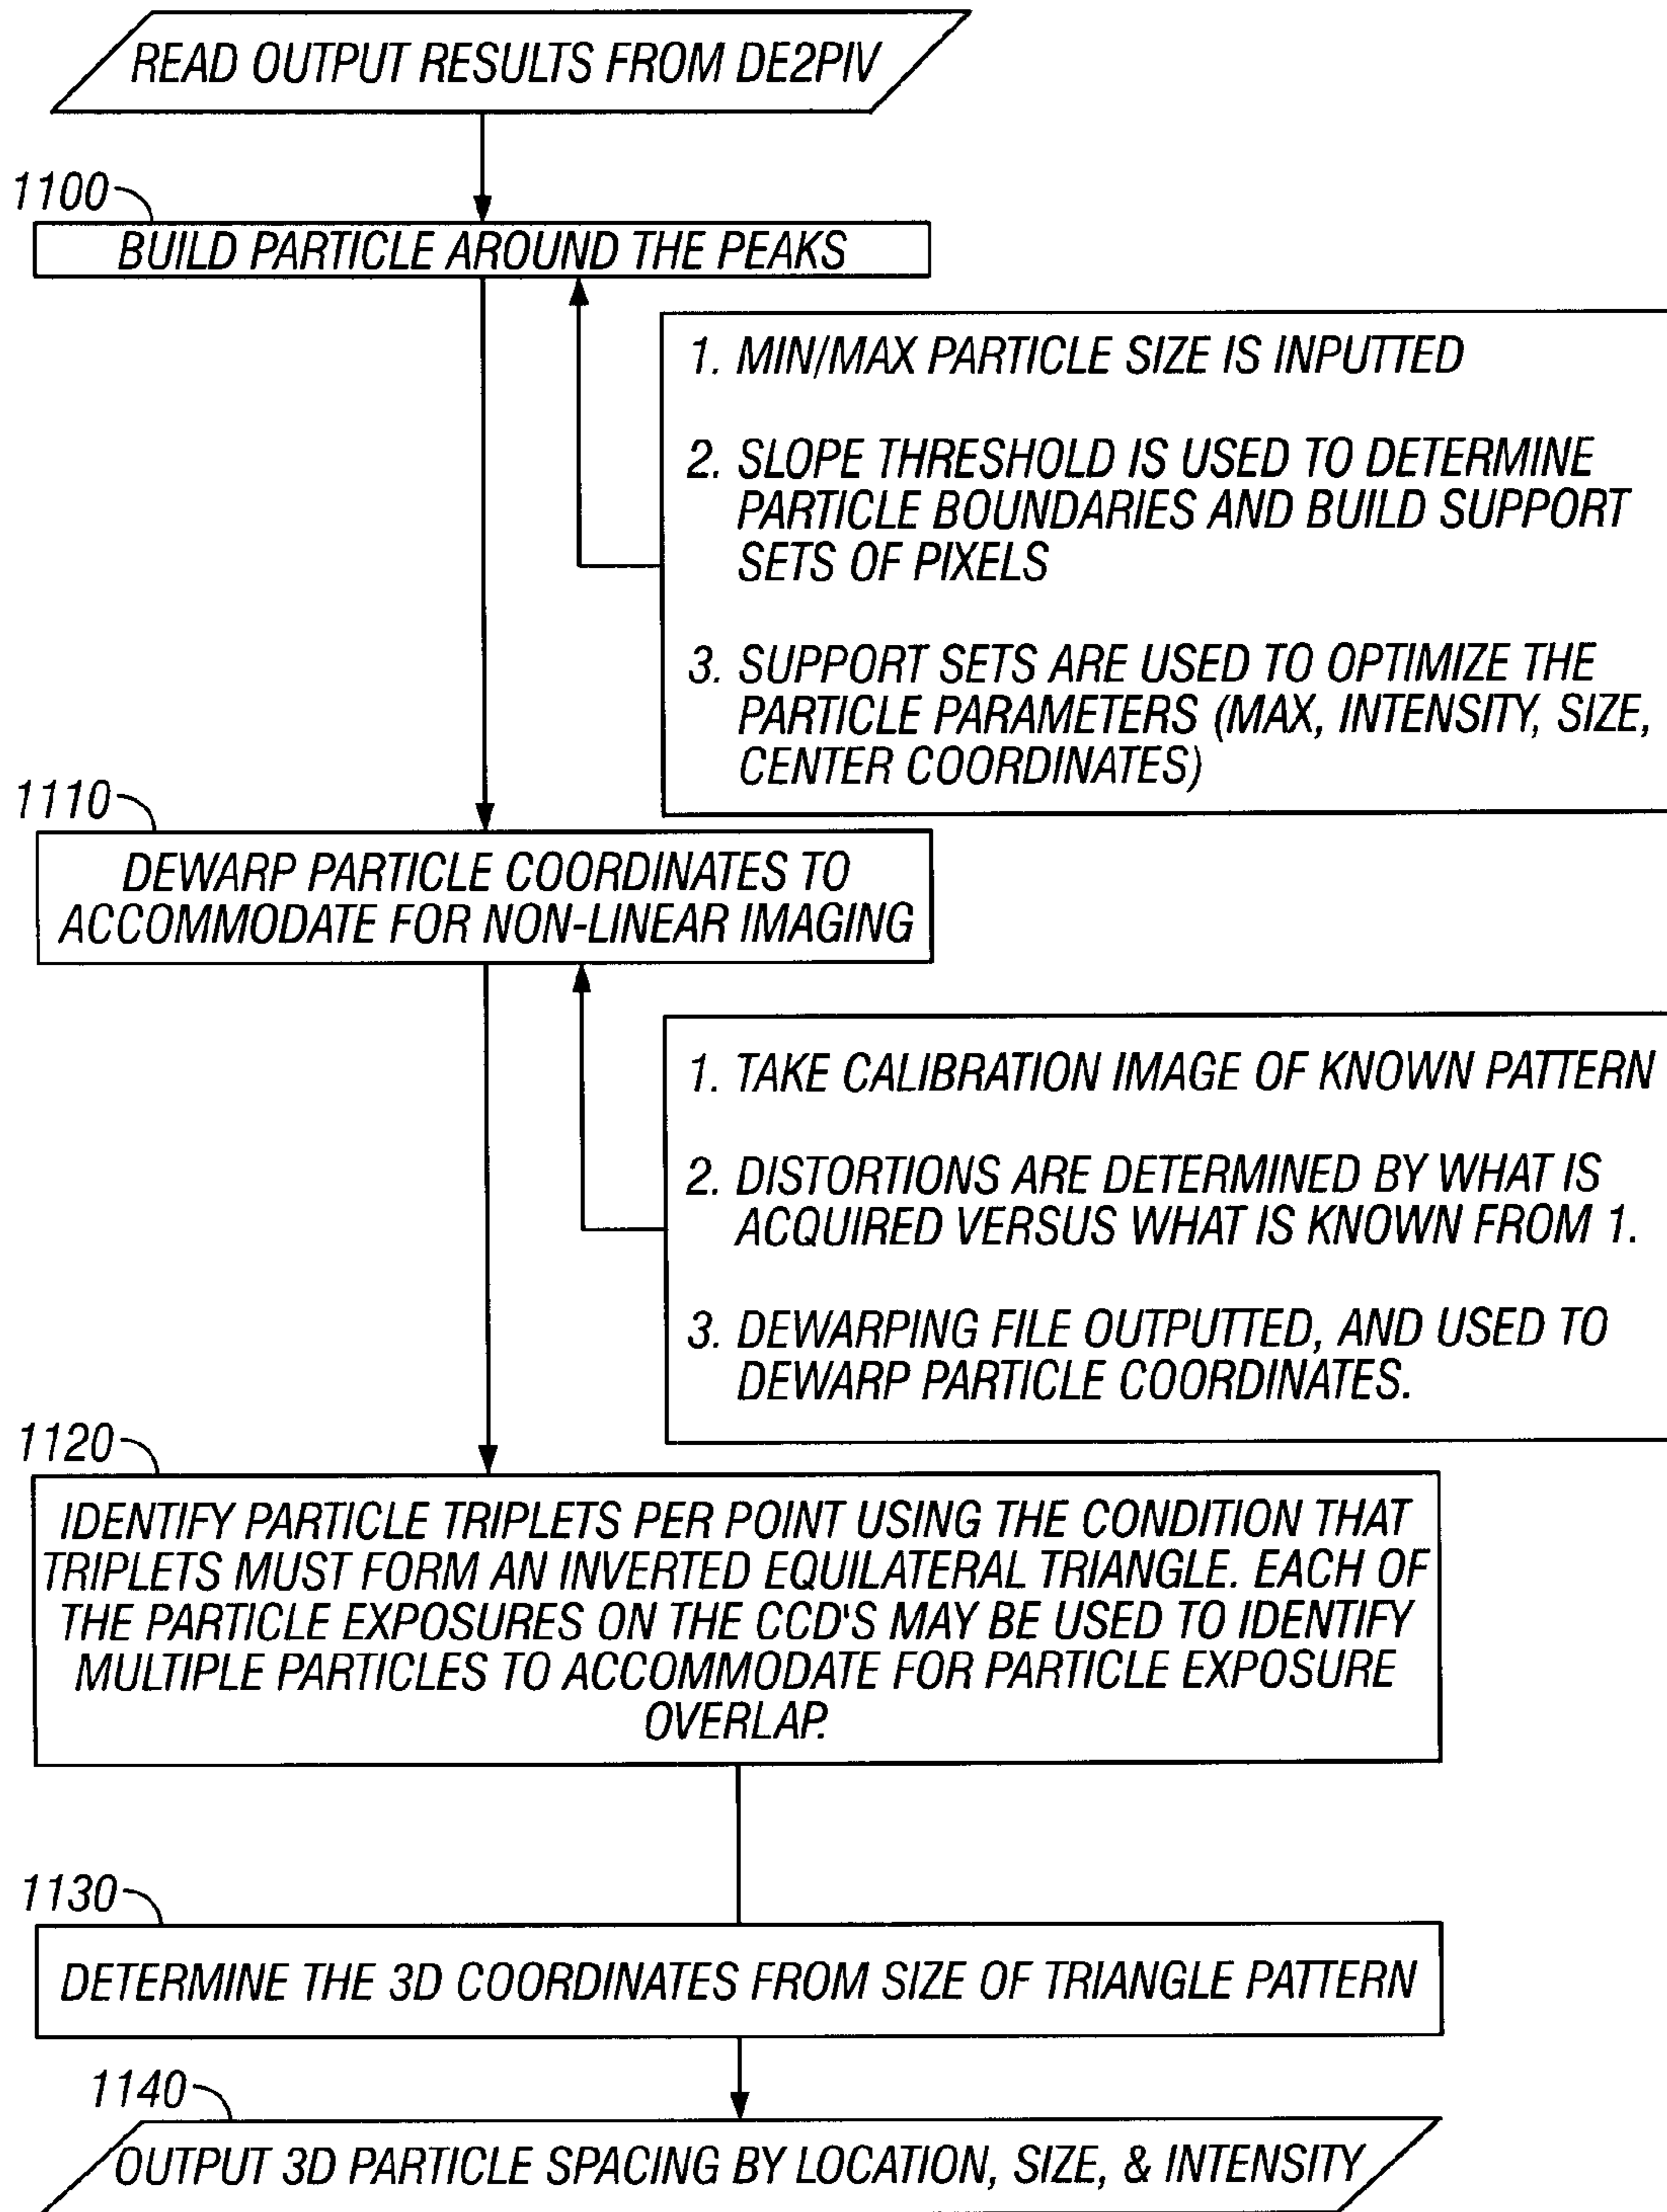 READ OUTPUT RESULTS FROM DE2PIV
1100
BUILD PARTICLE AROUND THE PEAKS
1. MIN/MAX PARTICLE SIZE IS INPUTTED
2. SLOPE THRESHOLD IS USED TO DETERMINE
PARTICLE BOUNDARIES AND BUILD SUPPORT
SETS OF PIXELS
3. SUPPORT SETS ARE USED TO OPTIMIZE THE
PARTICLE PARAMETERS (MAX, INTENSITY, SIZE,
CENTER COORDINATES)
1110
DEWARP PARTICLE COORDINATES TO
ACCOMMODATE FOR NON-LINEAR IMAGING
1. TAKE CALIBRATION IMAGE OF KNOWN PATTERN
2. DISTORTIONS ARE DETERMINED BY WHAT IS
ACQUIRED VERSUS WHAT IS KNOWN FROM 1.
3. DEWARPING FILE OUTPUTTED, AND USED TO
DEWARP PARTICLE COORDINATES.
1120
IDENTIFY PARTICLE TRIPLETS PER POINT USING THE CONDITION THAT
TRIPLETS MUST FORM AN INVERTED EQUILATERAL TRIANGLE. EACH OF
THE PARTICLE EXPOSURES ON THE CCD'S MAY BE USED TO IDENTIFY
MULTIPLE PARTICLES TO ACCOMMODATE FOR PARTICLE EXPOSURE
OVERLAP.
1130
DETERMINE THE 3D COORDINATES FROM SIZE OF TRIANGLE PATTERN
1140
OUTPUT 3D PARTICLE SPACING BY LOCATION, SIZE, & INTENSITY